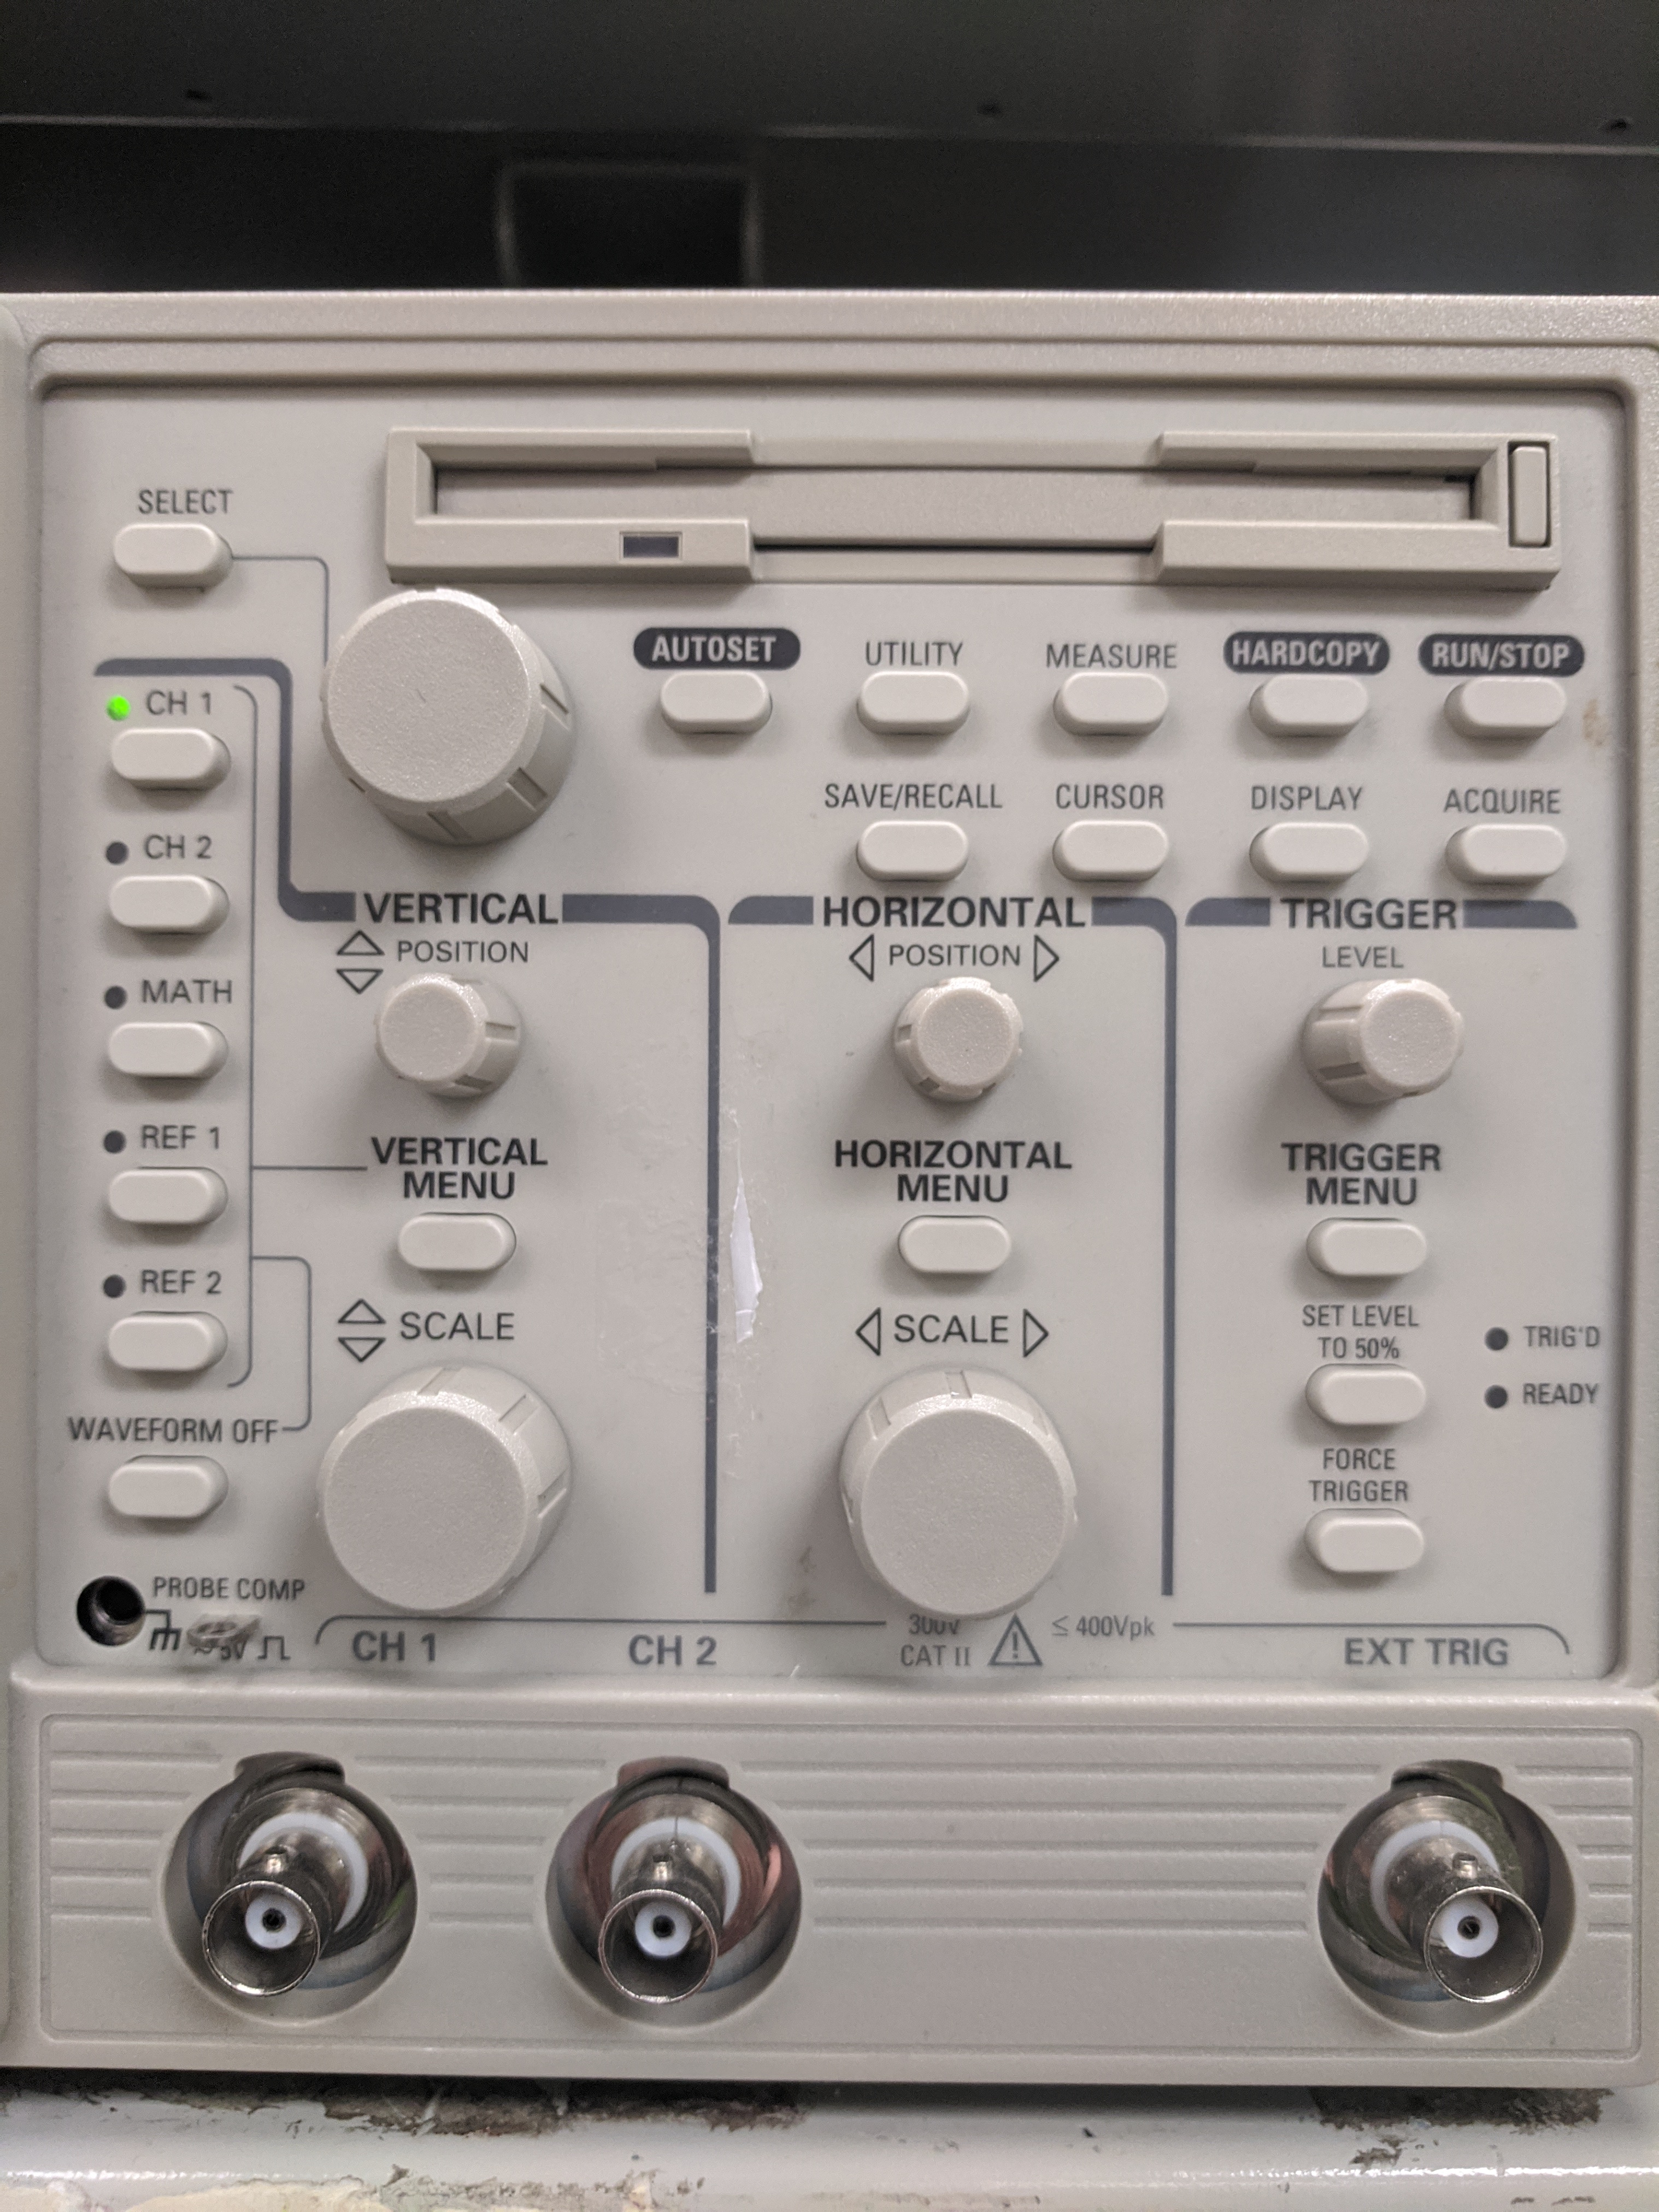 SELECT
AUTOSET
UTILITY
MEASURE
HARDCOPY
RUN/STOP
CH 1
SAVE/RECALL
CURSOR
DISPLAY
ACQUIRE
CH 2
MATH
REF 1
REF 2
WAVEFORM OFF
VERTICAL
POSITION
VERTICAL
MENU
SCALE
HORIZONTAL
POSITION
HORIZONTAL
MENU
SCALE
TRIGGER
LEVEL
TRIGGER
MENU
SET LEVEL
TO 50%
TRIG'D
READY
FORCE
TRIGGER
PROBE COMP
~5V
CH 1
CH 2
300V
CAT II
≤ 400Vpk
EXT TRIG